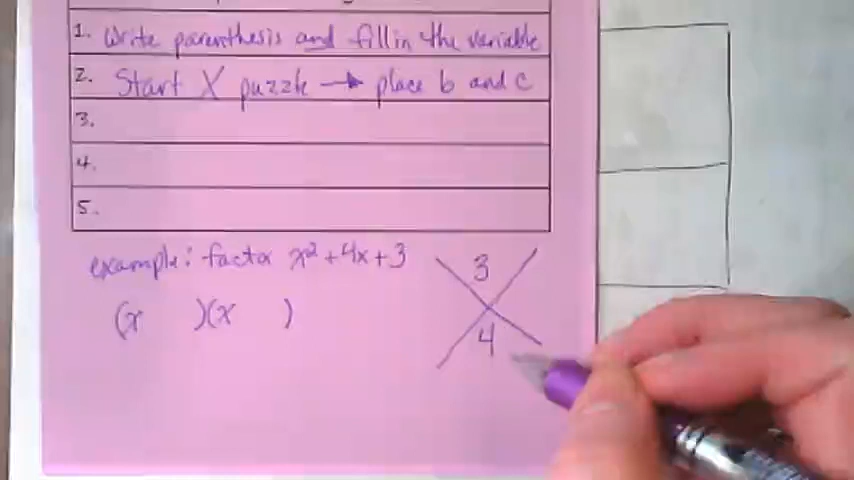 1. Write parenthesis and fill in the variable
2. Start X puzzle → place b and c
3.
4.
5.
example: factor x²+4x+3
(x )(x )
3
4